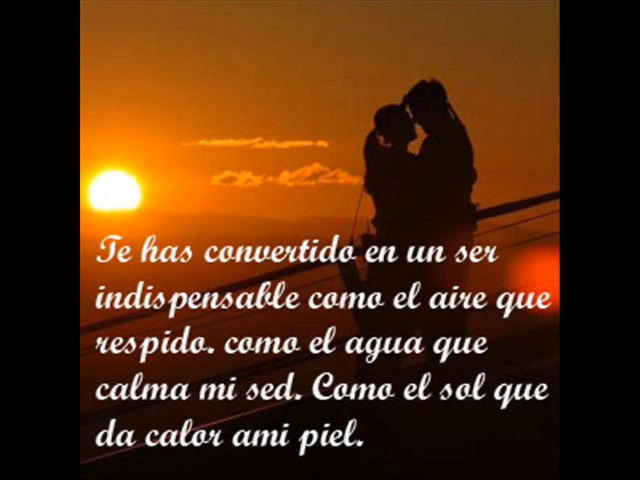 Te has convertido en un ser
indispensable como el aire que
respido. como el agua que
calma mi sed. Como el sol que
da calor ami piel.